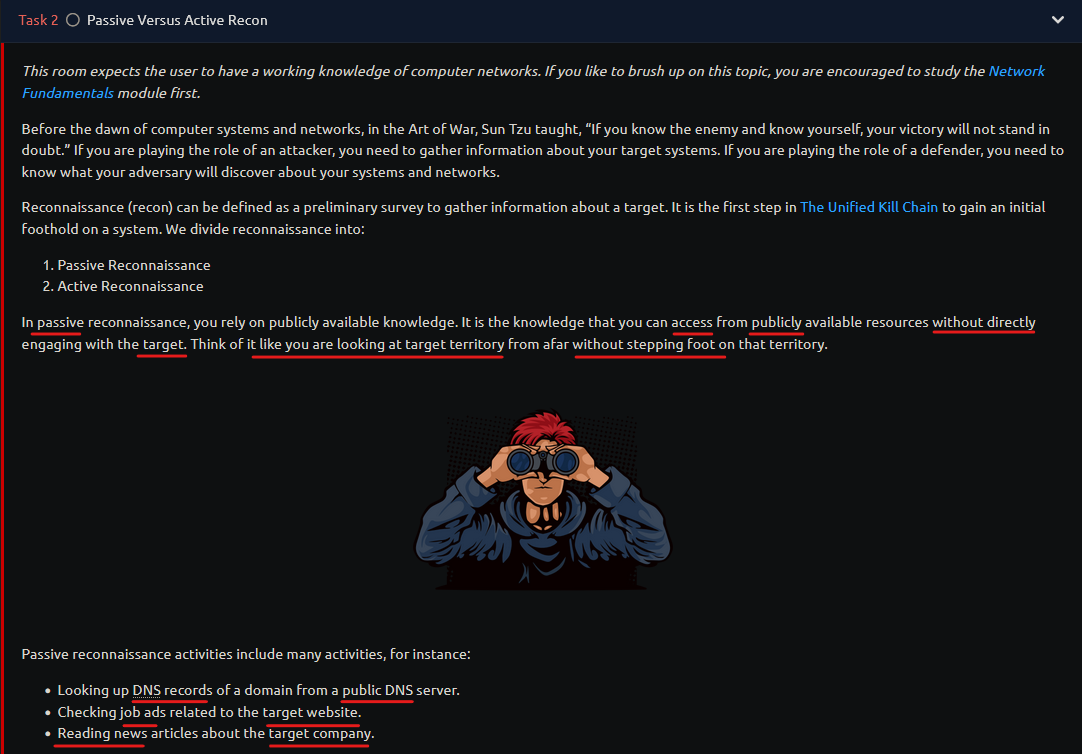 Task 2 Passive Versus Active Recon
This room expects the user to have a working knowledge of computer networks. If you like to brush up on this topic, you are encouraged to study the Network
Fundamentals module first.
Before the dawn of computer systems and networks, in the Art of War, Sun Tzu taught, “If you know the enemy and know yourself, your victory will not stand in
doubt.” If you are playing the role of an attacker, you need to gather information about your target systems. If you are playing the role of a defender, you need to
know what your adversary will discover about your systems and networks.
Reconnaissance (recon) can be defined as a preliminary survey to gather information about a target. It is the first step in The Unified Kill Chain to gain an initial
foothold on a system. We divide reconnaissance into:
1. Passive Reconnaissance
2. Active Reconnaissance
In passive reconnaissance, you rely on publicly available knowledge. It is the knowledge that you can access from publicly available resources without directly
engaging with the target. Think of it like you are looking at target territory from afar without stepping foot on that territory.
Passive reconnaissance activities include many activities, for instance:
• Looking up DNS records of a domain from a public DNS server.
• Checking job ads related to the target website.
• Reading news articles about the target company.